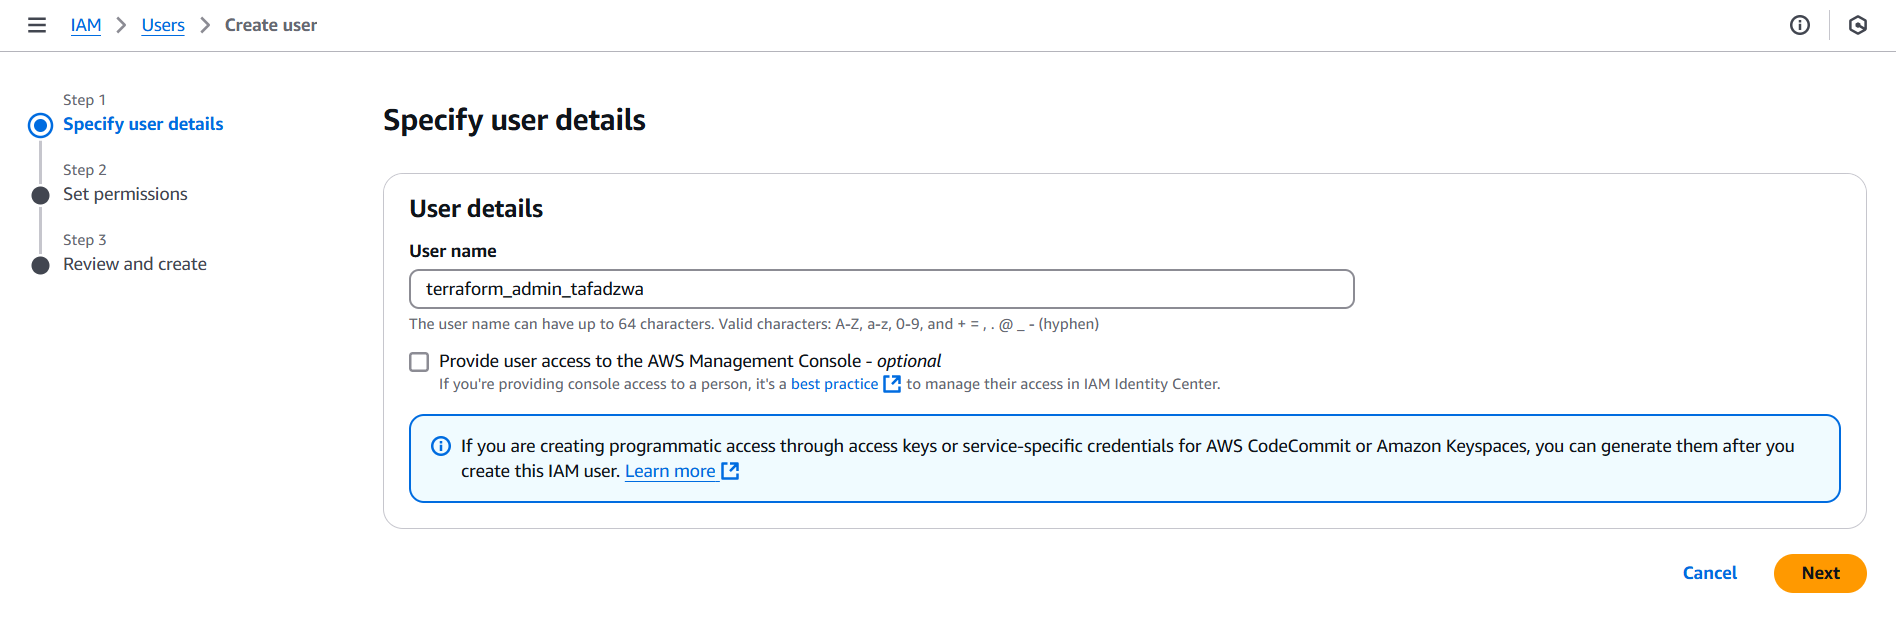 IAM > Users > Create user
Step 1
Specify user details
Step 2
Set permissions
Step 3
Review and create
Specify user details
User details
User name
terraform_admin_tafadzwa
The user name can have up to 64 characters. Valid characters: A-Z, a-z, 0-9, and + = , . @ _ - (hyphen)
Provide user access to the AWS Management Console - optional
If you're providing console access to a person, it's a best practice to manage their access in IAM Identity Center.
If you are creating programmatic access through access keys or service-specific credentials for AWS CodeCommit or Amazon Keyspaces, you can generate them after you
create this IAM user. Learn more
Cancel
Next